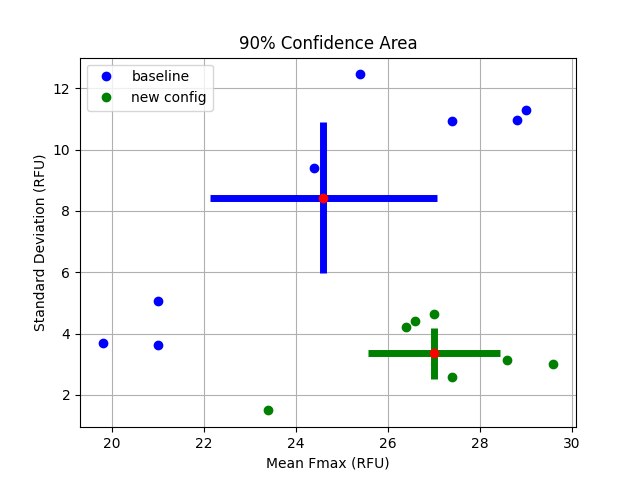 90% Confidence Area
baseline
new config
12
10
8
6
4
2
Standard Deviation (RFU)
20 22 24 26 28 30
Mean Fmax (RFU)